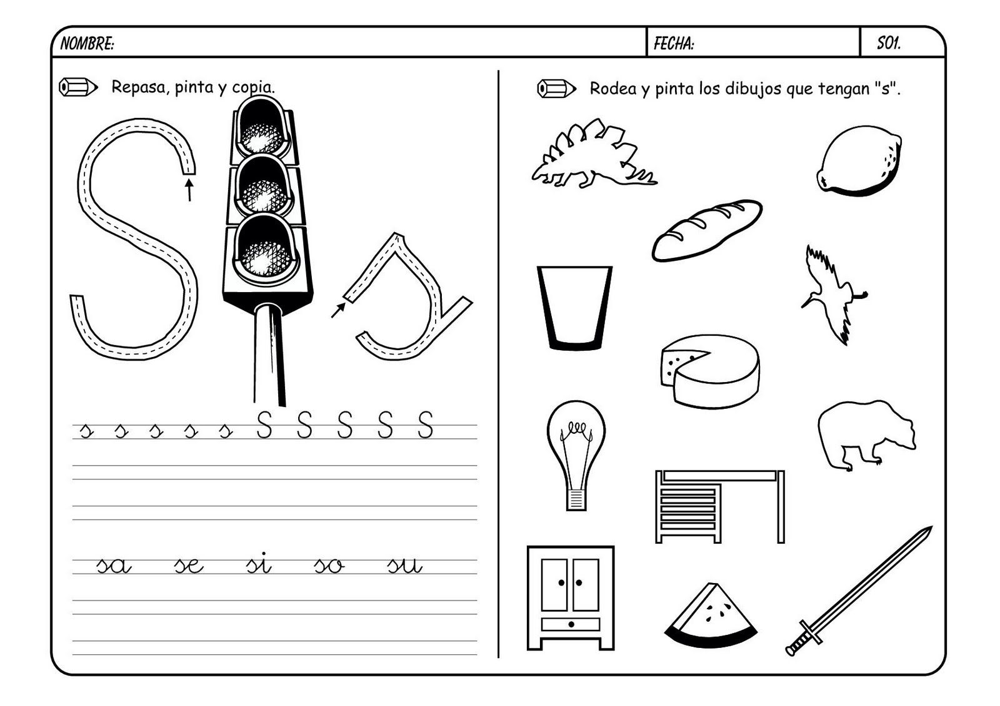 NOMBRE:
FECHA:
S01.
Repasa, pinta y copia.
S s
s s s s s S S S S S
sa se si so su
Rodea y pinta los dibujos que tengan "s".